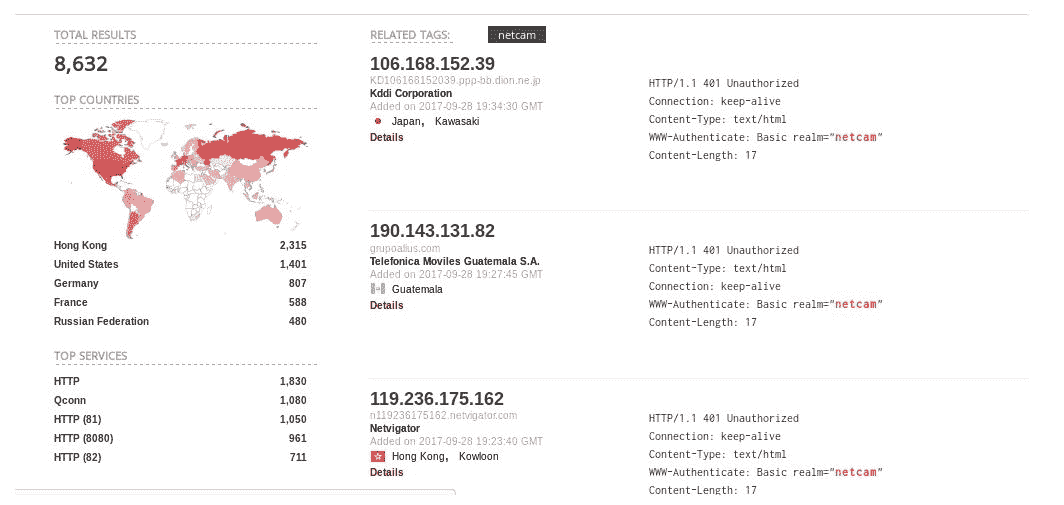 TOTAL RESULTS
8,632
TOP COUNTRIES
Hong Kong 2,315
United States 1,401
Germany 807
France 588
Russian Federation 480
TOP SERVICES
HTTP 1,830
Qconn 1,080
HTTP (81) 1,050
HTTP (8080) 961
HTTP (82) 711
RELATED TAGS: netcam
106.168.152.39
KD106168152039.ppp-bb.dion.ne.jp
Kddi Corporation
Added on 2017-09-28 19:34:30 GMT
Japan, Kawasaki
Details
HTTP/1.1 401 Unauthorized
Connection: keep-alive
Content-Type: text/html
WWW-Authenticate: Basic realm="netcam"
Content-Length: 17
190.143.131.82
grupoalius.com
Telefonica Moviles Guatemala S.A.
Added on 2017-09-28 19:27:45 GMT
Guatemala
Details
HTTP/1.1 401 Unauthorized
Content-Type: text/html
Connection: keep-alive
WWW-Authenticate: Basic realm="netcam"
Content-Length: 17
119.236.175.162
n119236175162.netvigator.com
Netvigator
Added on 2017-09-28 19:23:40 GMT
Hong Kong, Kowloon
Details
HTTP/1.1 401 Unauthorized
Connection: keep-alive
Content-Type: text/html
WWW-Authenticate: Basic realm="netcam"
Content-Length: 17